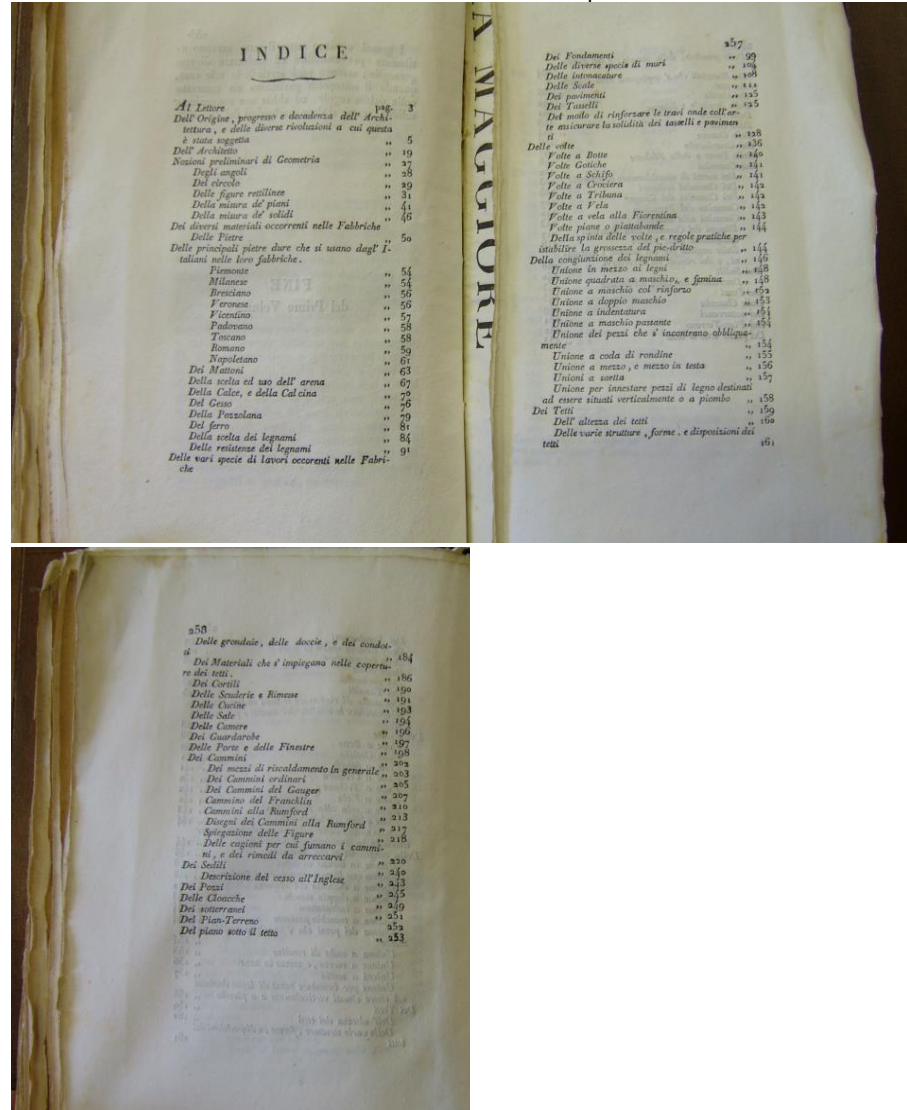 INDICE
Al Lettore pag. 3
Dell' Origine, progresso e decadenza dell' Archi-
tettura, e delle diverse rivoluzioni a cui questa
è stata soggetta „ 5
Dell' Architetto „ 19
Nozioni preliminari di Geometria „ 27
Degli angoli „ 28
Del circolo „ 29
Delle figure rettilinee „ 31
Della misura de' piani „ 41
Della misura de' solidi „ 46
Dei diversi materiali occorrenti nelle Fabbriche
Delle Pietre „ 50
Delle principali pietre dure che si usano dagl' I-
taliani nelle loro fabbriche.
Piemonte „ 54
Milanese „ 54
Bresciano „ 56
Veronese „ 56
Vicentino „ 57
Padovano „ 58
Toscano „ 58
Romano „ 59
Napoletano „ 61
Dei Mattoni „ 63
Della scelta ed uso dell' arena „ 67
Della Calce, e della Calcina „ 70
Del Gesso „ 76
Della Pozzolana „ 79
Del ferro „ 81
Della scelta dei legnami „ 84
Delle resistenze dei legnami „ 91
Delle vari specie di lavori occorenti nelle Fabri-
che
A MAGGIORE
257
Dei Fondamenti „ 99
Delle diverse specie di muri „ 104
Delle intonacature „ 108
Delle Scale „ 111
Dei pavimenti „ 125
Dei Tasselli „ 125
Del modo di rinforzare le travi onde coll'ar-
te assicurare la solidità dei tasselli e pavimen
ti „ 128
Delle volte „ 136
Volte a Botte „ 140
Volte Gotiche „ 141
Volte a Schifo „ 141
Volte a Crociera „ 142
Volte a Tribuna „ 142
Volte a Vela „ 142
Volte a vela alla Fiorentina „ 143
Volte piane o piattabande „ 144
Della spinta delle volte, e regole pratiche per
istabilire la grossezza del pie-dritto „ 144
Della congiunzione dei legnami „ 146
Unione in mezzo ai legni „ 148
Unione quadrata a maschio, e femina „ 148
Unione a maschio col' rinforzo „ 152
Unione a doppio maschio „ 153
Unione a indentatura „ 154
Unione a maschio passante „ 154
Unione dei pezzi che s' incontrano obbliqua-
mente „ 154
Unione a coda di rondine „ 155
Unione a mezzo, e mezzo in testa „ 156
Unioni a saetta „ 157
Unione per innestare pezzi di legno destinati
ad essere situati verticalmente o a piombo „ 158
Dei Tetti „ 159
Dell' altezza dei tetti „ 160
Delle varie strutture, forme, e disposizioni dei
tetti 161
258
Delle grondaie, delle doccie, e dei condot-
ti „ 184
Dei Materiali che s' impiegano nelle copertu-
re dei tetti. „ 186
Dei Cortili „ 190
Delle Scuderie e Rimesse „ 191
Delle Cucine „ 193
Delle Sale „ 194
Delle Camere „ 196
Dei Guardarobe „ 197
Delle Porte e delle Finestre „ 198
Dei Cammini „ 202
Dei mezzi di riscaldamento in generale „ 203
Dei Cammini ordinari „ 205
Dei Cammini del Gauger „ 207
Cammino del Francklin „ 210
Cammini alla Rumford „ 213
Disegni dei Cammini alla Rumford „ 217
Spiegazione delle Figure „ 218
Delle cagioni per cui fumano i cammi-
ni, e dei rimedi da arreccarvi „ 220
Dei Sedili „ 240
Descrizione del cesso all'Inglese „ 243
Dei Pozzi „ 245
Delle Cloacche „ 249
Dei sotterranei „ 251
Del Pian-Terreno 252
Del piano sotto il tetto „ 253